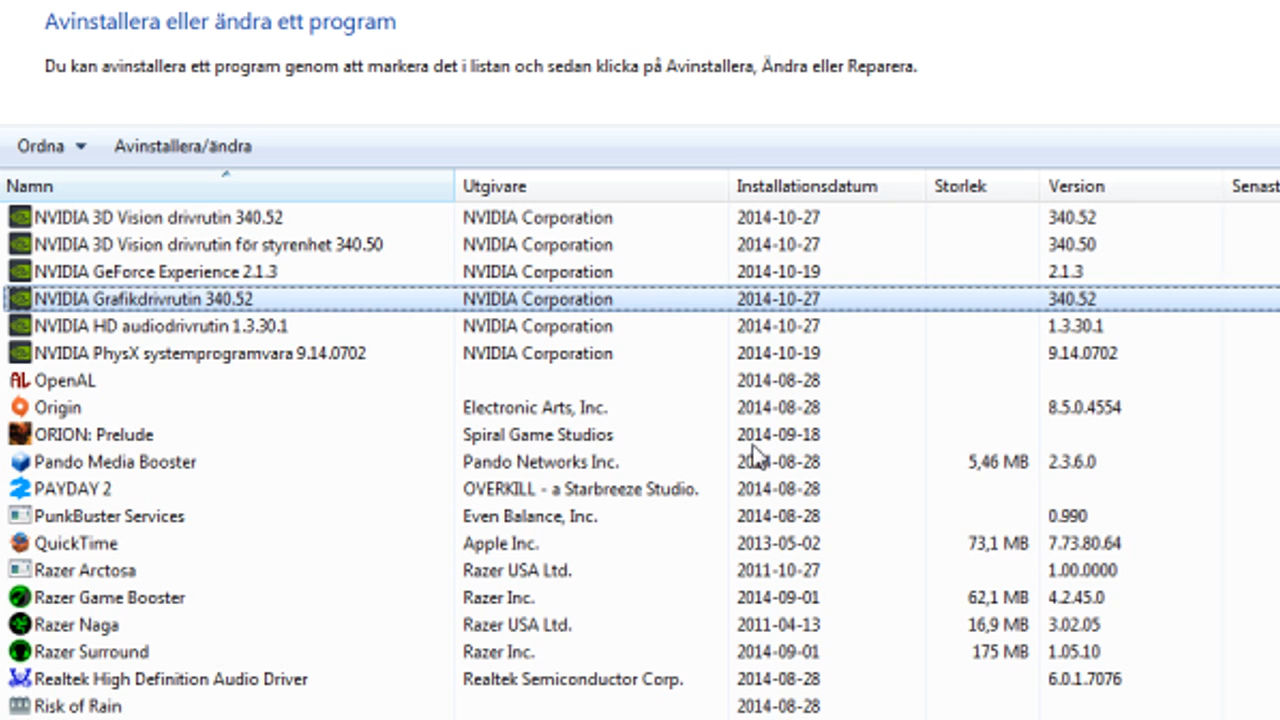 Avinstallera eller ändra ett program
Du kan avinstallera ett program genom att markera det i listan och sedan klicka på Avinstallera, Ändra eller Reparera.
Ordna Avinstallera/ändra
Namn Utgivare Installationsdatum Storlek Version Senast
NVIDIA 3D Vision drivrutin 340.52 NVIDIA Corporation 2014-10-27 340.52
NVIDIA 3D Vision drivrutin för styrenhet 340.50 NVIDIA Corporation 2014-10-27 340.50
NVIDIA GeForce Experience 2.1.3 NVIDIA Corporation 2014-10-19 2.1.3
NVIDIA Grafikdrivrutin 340.52 NVIDIA Corporation 2014-10-27 340.52
NVIDIA HD audiodrivrutin 1.3.30.1 NVIDIA Corporation 2014-10-27 1.3.30.1
NVIDIA PhysX systemprogramvara 9.14.0702 NVIDIA Corporation 2014-10-19 9.14.0702
OpenAL 2014-08-28
Origin Electronic Arts, Inc. 2014-08-28 8.5.0.4554
ORION: Prelude Spiral Game Studios 2014-09-18
Pando Media Booster Pando Networks Inc. 2014-08-28 5,46 MB 2.3.6.0
PAYDAY 2 OVERKILL - a Starbreeze Studio. 2014-08-28
PunkBuster Services Even Balance, Inc. 2014-08-28 0.990
QuickTime Apple Inc. 2013-05-02 73,1 MB 7.73.80.64
Razer Arctosa Razer USA Ltd. 2011-10-27 1.00.0000
Razer Game Booster Razer Inc. 2014-09-01 62,1 MB 4.2.45.0
Razer Naga Razer USA Ltd. 2011-04-13 16,9 MB 3.02.05
Razer Surround Razer Inc. 2014-09-01 175 MB 1.05.10
Realtek High Definition Audio Driver Realtek Semiconductor Corp. 2014-08-28 6.0.1.7076
Risk of Rain 2014-08-28